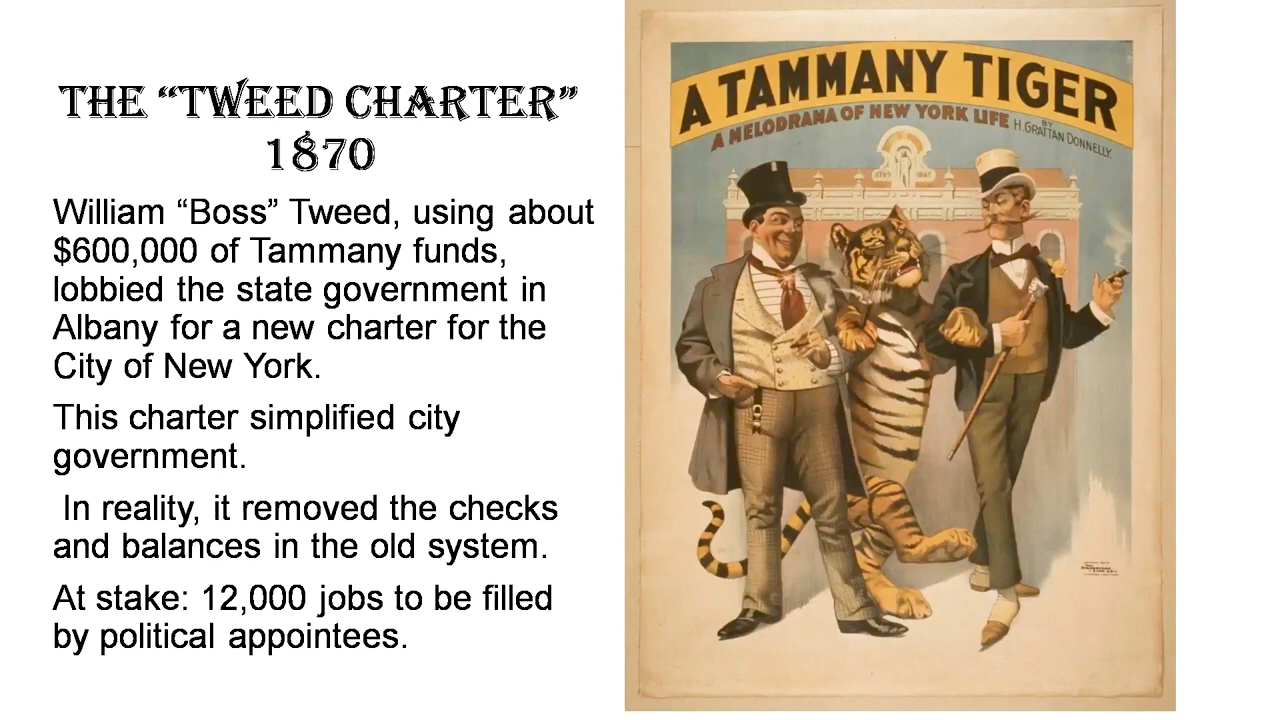 THE “TWEED CHARTER”
1870
William “Boss” Tweed, using about
$600,000 of Tammany funds,
lobbied the state government in
Albany for a new charter for the
City of New York.
This charter simplified city
government.
In reality, it removed the checks
and balances in the old system.
At stake: 12,000 jobs to be filled
by political appointees.
A TAMMANY TIGER
A MELODRAMA OF NEW YORK LIFE
BY
H. GRATTAN DONNELLY.